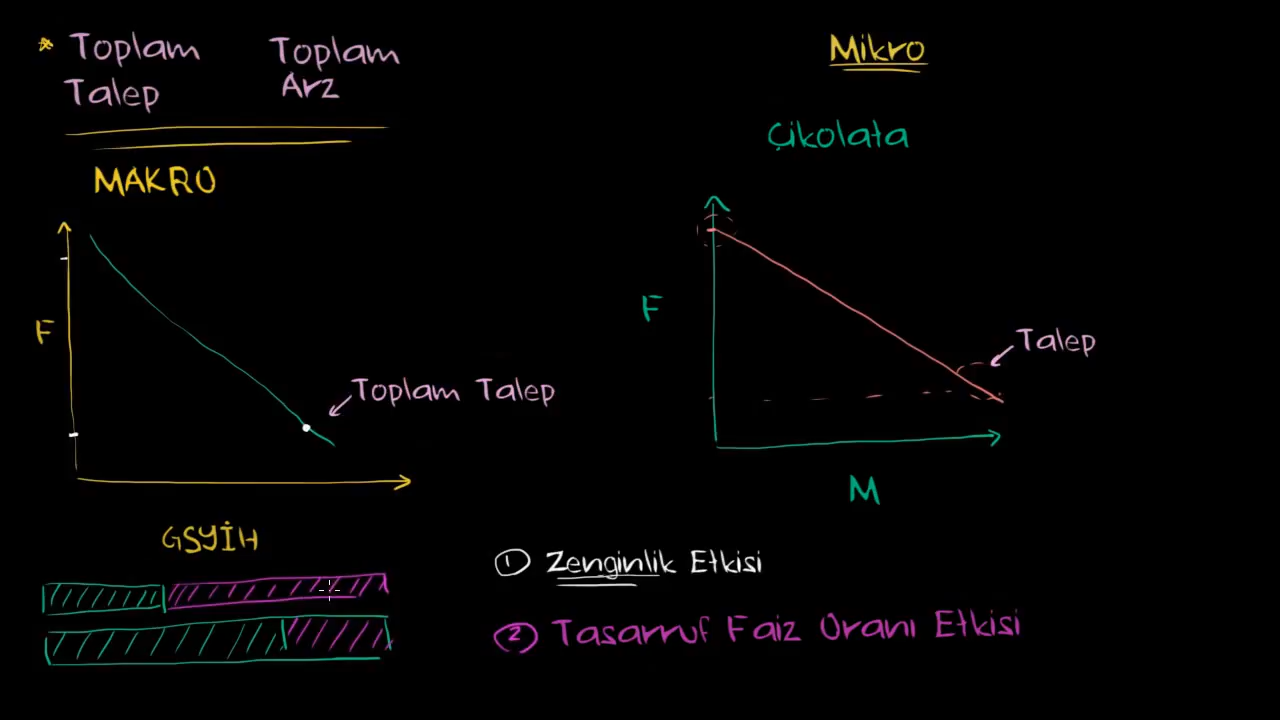 Toplam Toplam
Talep Arz
MAKRO
F
Toplam Talep
GSYİH
Mikro
Çikolata
F
Talep
M
1 Zenginlik Etkisi
2 Tasarruf Faiz Oranı Etkisi